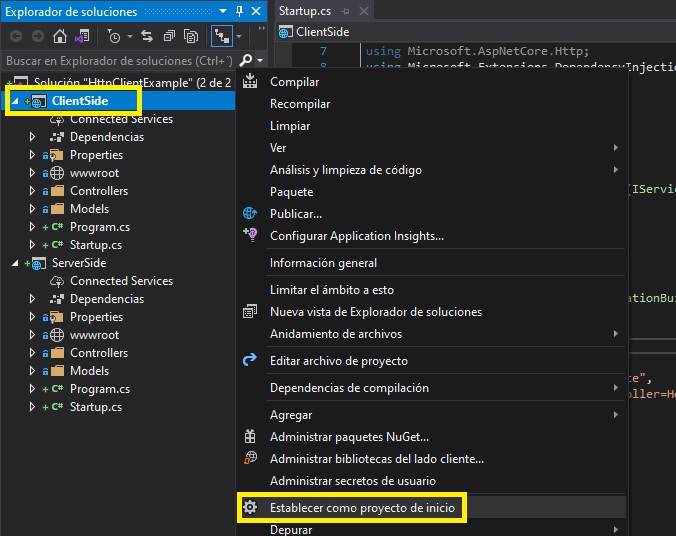 Explorador de soluciones
Buscar en Explorador de soluciones (Ctrl+
Solución "HttpClientExample" (2 de 2
ClientSide
Connected Services
Dependencias
Properties
wwwroot
Controllers
Models
Program.cs
Startup.cs
ServerSide
Connected Services
Dependencias
Properties
wwwroot
Controllers
Models
Program.cs
Startup.cs
Startup.cs
ClientSide
7 using Microsoft.AspNetCore.Http;
8 using Microsoft.Extensions.DependencyInjectio
(IServic
ationBui
te",
oller=Ho
Compilar
Recompilar
Limpiar
Ver
Análisis y limpieza de código
Paquete
Publicar...
Configurar Application Insights...
Información general
Limitar el ámbito a esto
Nueva vista de Explorador de soluciones
Anidamiento de archivos
Editar archivo de proyecto
Dependencias de compilación
Agregar
Administrar paquetes NuGet...
Administrar bibliotecas del lado cliente...
Administrar secretos de usuario
Establecer como proyecto de inicio
Depurar